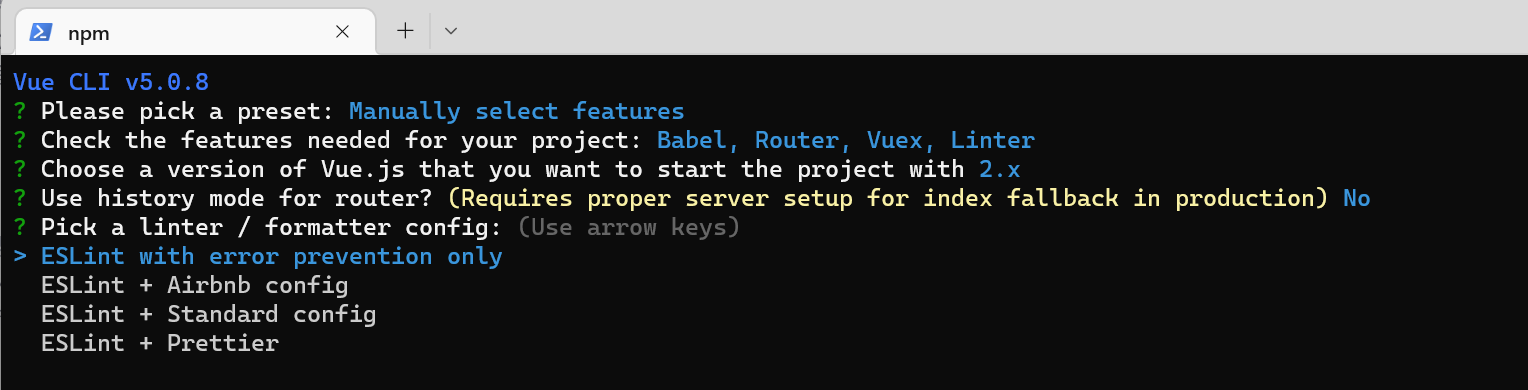 npm
Vue CLI v5.0.8
? Please pick a preset: Manually select features
? Check the features needed for your project: Babel, Router, Vuex, Linter
? Choose a version of Vue.js that you want to start the project with 2.x
? Use history mode for router? (Requires proper server setup for index fallback in production) No
? Pick a linter / formatter config: (Use arrow keys)
> ESLint with error prevention only
ESLint + Airbnb config
ESLint + Standard config
ESLint + Prettier